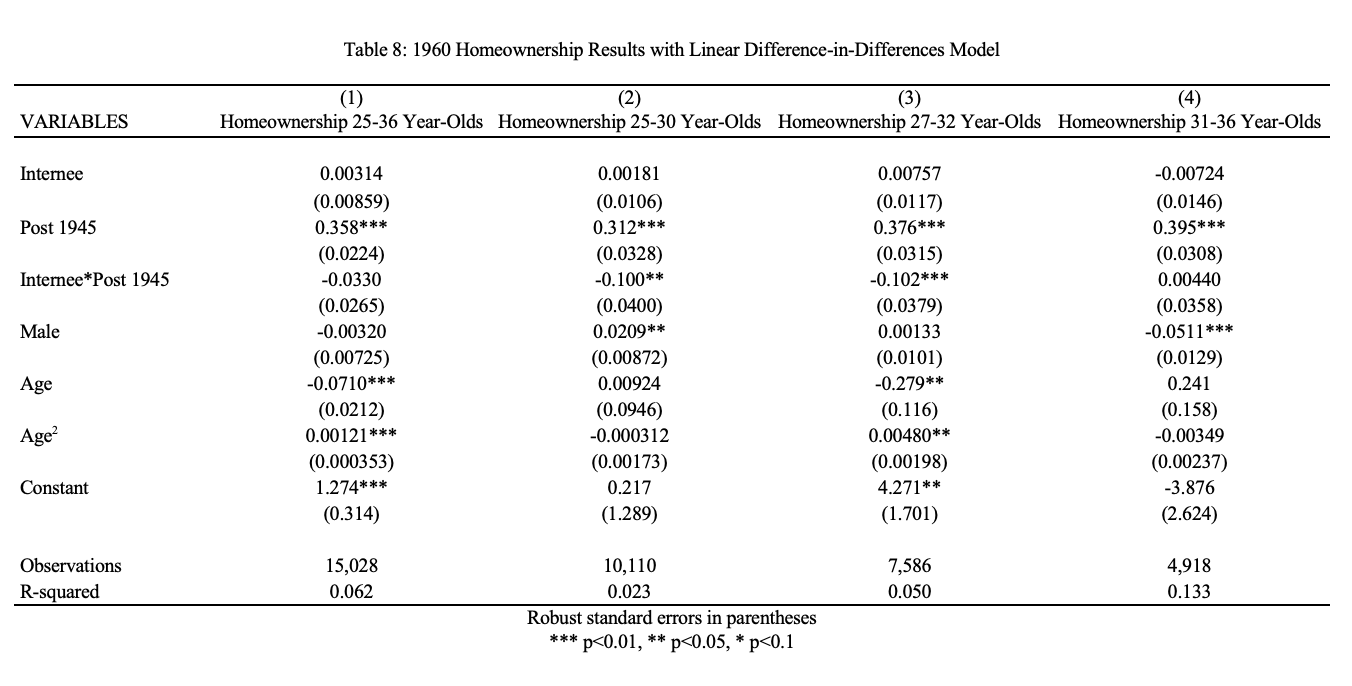 Table 8: 1960 Homeownership Results with Linear Difference-in-Differences Model
(1) (2) (3) (4)
VARIABLES Homeownership 25-36 Year-Olds Homeownership 25-30 Year-Olds Homeownership 27-32 Year-Olds Homeownership 31-36 Year-Olds
Internee 0.00314 0.00181 0.00757 -0.00724
(0.00859) (0.0106) (0.0117) (0.0146)
Post 1945 0.358*** 0.312*** 0.376*** 0.395***
(0.0224) (0.0328) (0.0315) (0.0308)
Internee*Post 1945 -0.0330 -0.100** -0.102*** 0.00440
(0.0265) (0.0400) (0.0379) (0.0358)
Male -0.00320 0.0209** 0.00133 -0.0511***
(0.00725) (0.00872) (0.0101) (0.0129)
Age -0.0710*** 0.00924 -0.279** 0.241
(0.0212) (0.0946) (0.116) (0.158)
Age² 0.00121*** -0.000312 0.00480** -0.00349
(0.000353) (0.00173) (0.00198) (0.00237)
Constant 1.274*** 0.217 4.271** -3.876
(0.314) (1.289) (1.701) (2.624)
Observations 15,028 10,110 7,586 4,918
R-squared 0.062 0.023 0.050 0.133
Robust standard errors in parentheses
*** p<0.01, ** p<0.05, * p<0.1